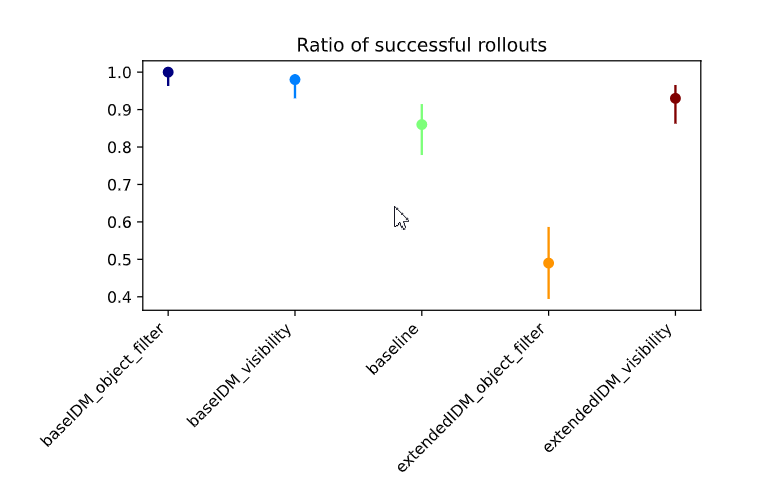 Ratio of successful rollouts
1.0
0.9
0.8
0.7
0.6
0.5
0.4
baseIDM_object_filter
baseIDM_visibility
baseline
extendedIDM_object_filter
extendedIDM_visibility